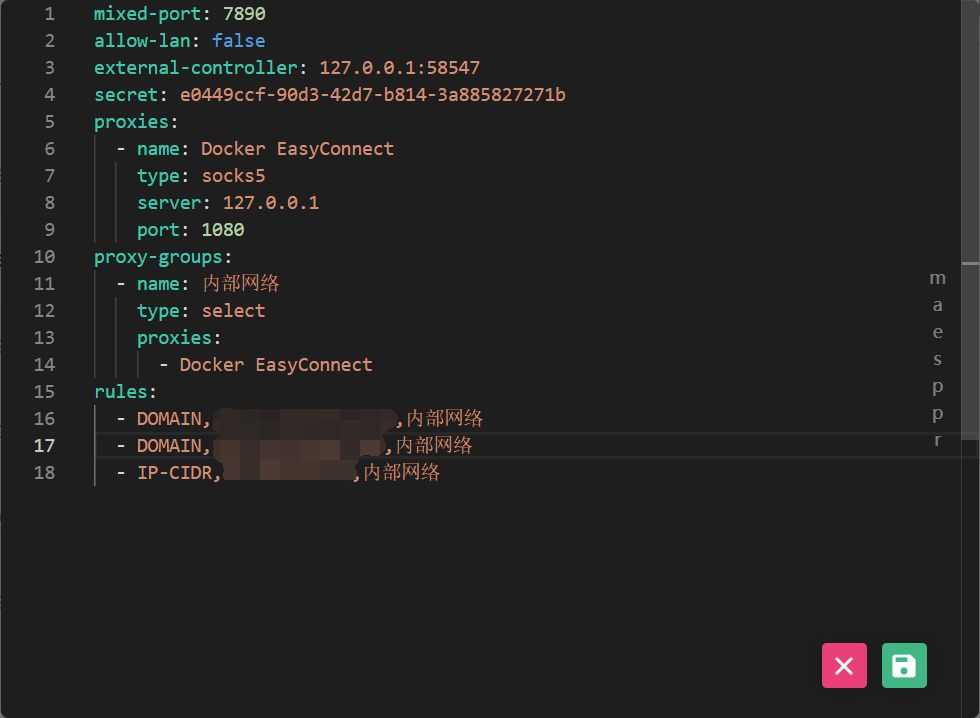 1 mixed-port: 7890
2 allow-lan: false
3 external-controller: 127.0.0.1:58547
4 secret: e0449ccf-90d3-42d7-b814-3a885827271b
5 proxies:
6 - name: Docker EasyConnect
7 type: socks5
8 server: 127.0.0.1
9 port: 1080
10 proxy-groups:
11 - name: 内部网络
12 type: select
13 proxies:
14 - Docker EasyConnect
15 rules:
16 - DOMAIN, ,内部网络
17 - DOMAIN, ,内部网络
18 - IP-CIDR, ,内部网络
m
a
e
s
p
p
r